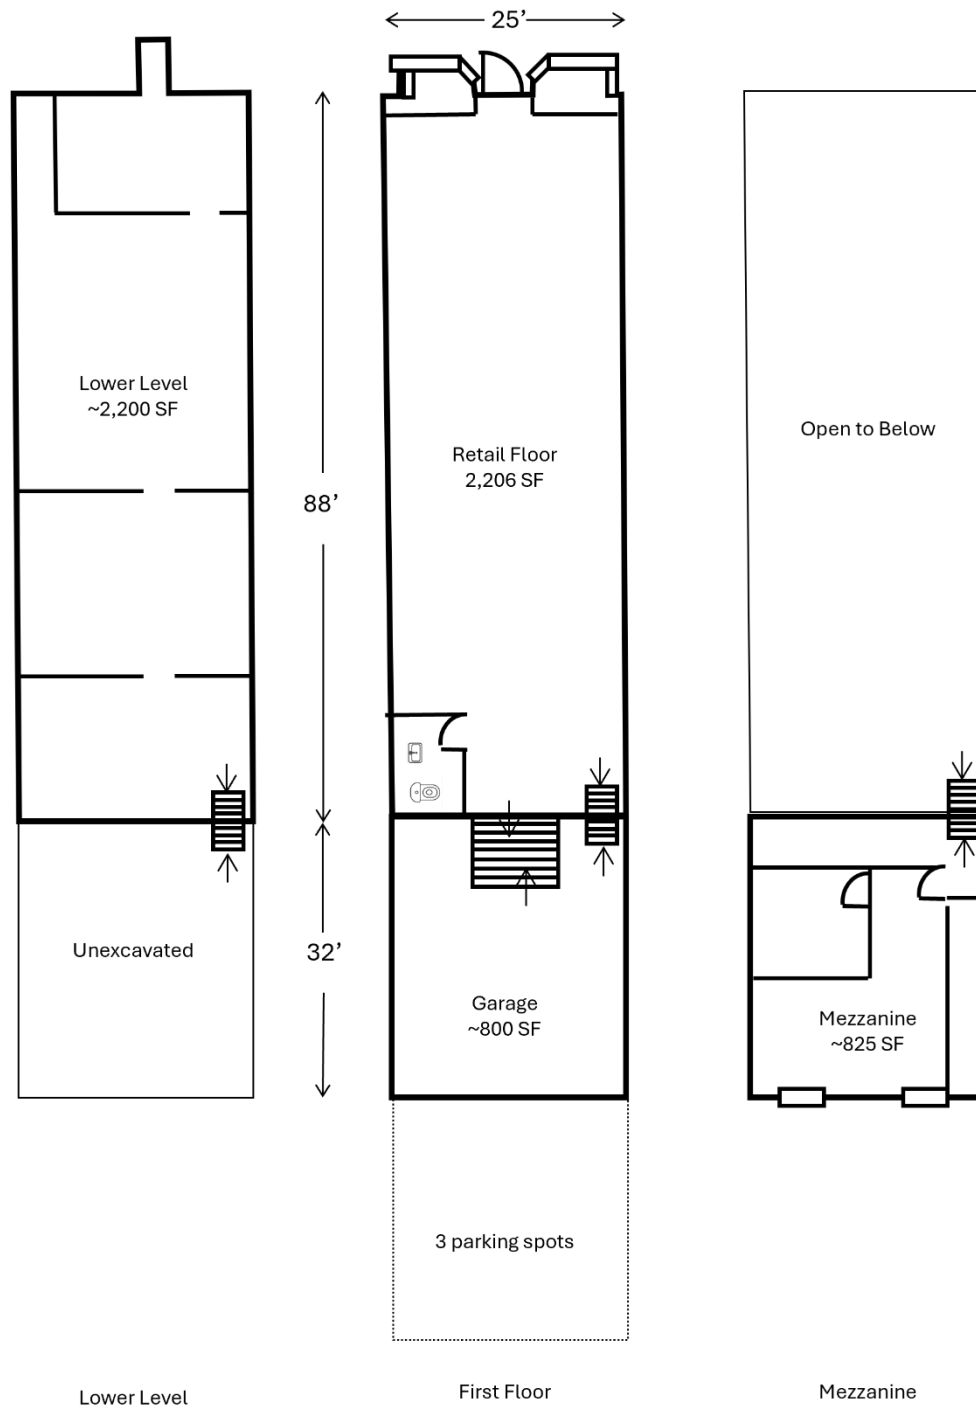 25’
Lower Level
~2,200 SF
88’
Retail Floor
2,206 SF
Open to Below
Unexcavated
32’
Garage
~800 SF
Mezzanine
~825 SF
3 parking spots
Lower Level
First Floor
Mezzanine